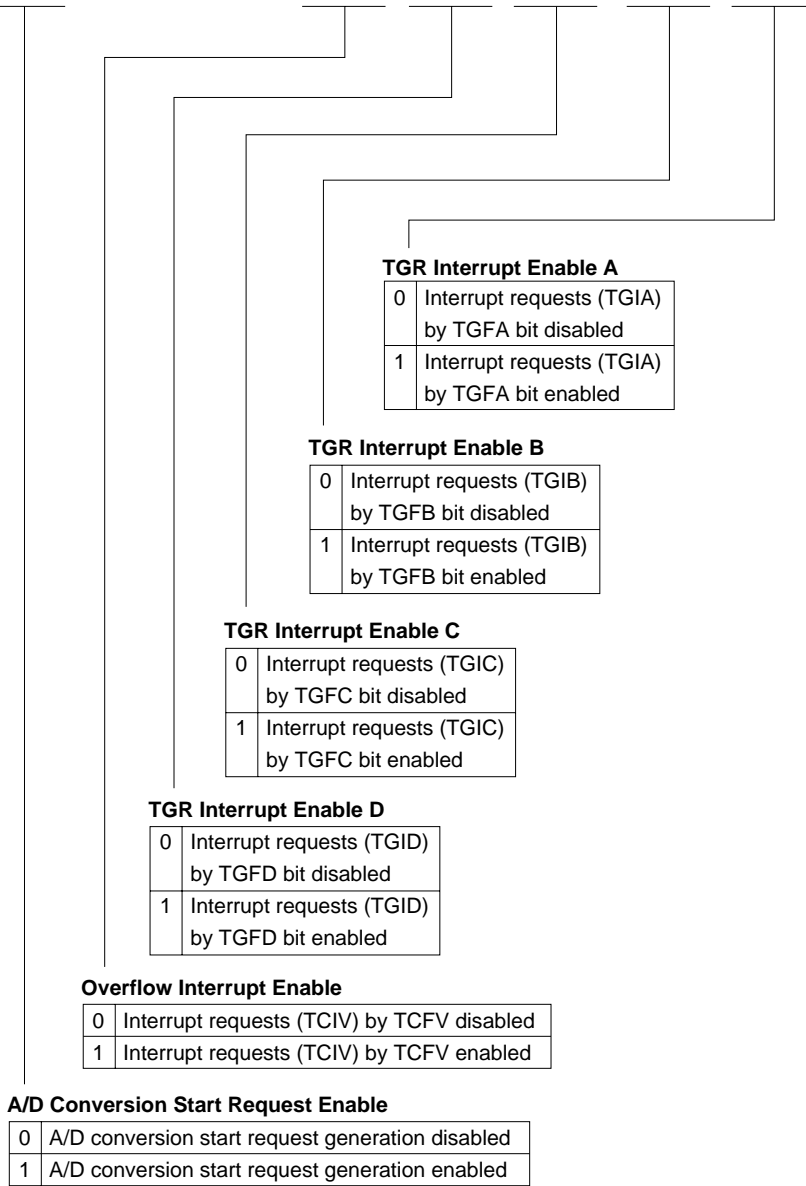 TGR Interrupt Enable A
0 Interrupt requests (TGIA)
by TGFA bit disabled
1 Interrupt requests (TGIA)
by TGFA bit enabled
TGR Interrupt Enable B
0 Interrupt requests (TGIB)
by TGFB bit disabled
1 Interrupt requests (TGIB)
by TGFB bit enabled
TGR Interrupt Enable C
0 Interrupt requests (TGIC)
by TGFC bit disabled
1 Interrupt requests (TGIC)
by TGFC bit enabled
TGR Interrupt Enable D
0 Interrupt requests (TGID)
by TGFD bit disabled
1 Interrupt requests (TGID)
by TGFD bit enabled
Overflow Interrupt Enable
0 Interrupt requests (TCIV) by TCFV disabled
1 Interrupt requests (TCIV) by TCFV enabled
A/D Conversion Start Request Enable
0 A/D conversion start request generation disabled
1 A/D conversion start request generation enabled